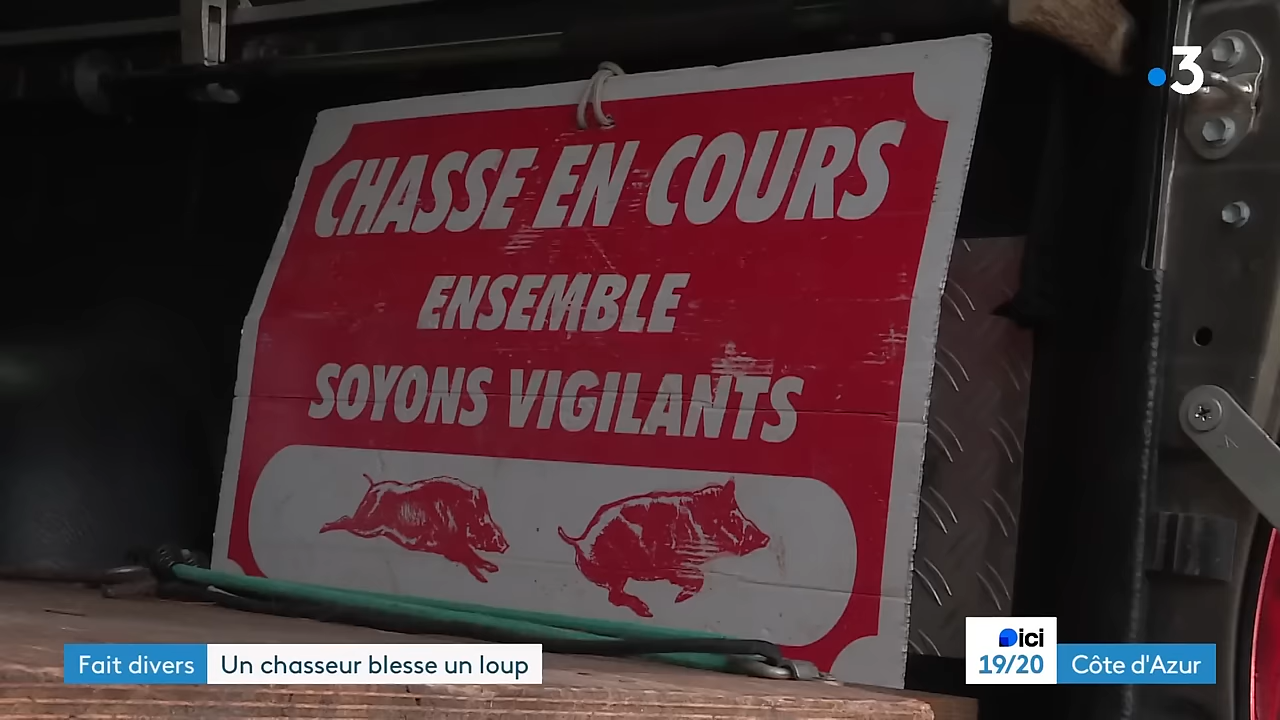 3
CHASSE EN COURS
ENSEMBLE
SOYONS VIGILANTS
Fait divers
Un chasseur blesse un loup
ici
19/20
Côte d'Azur